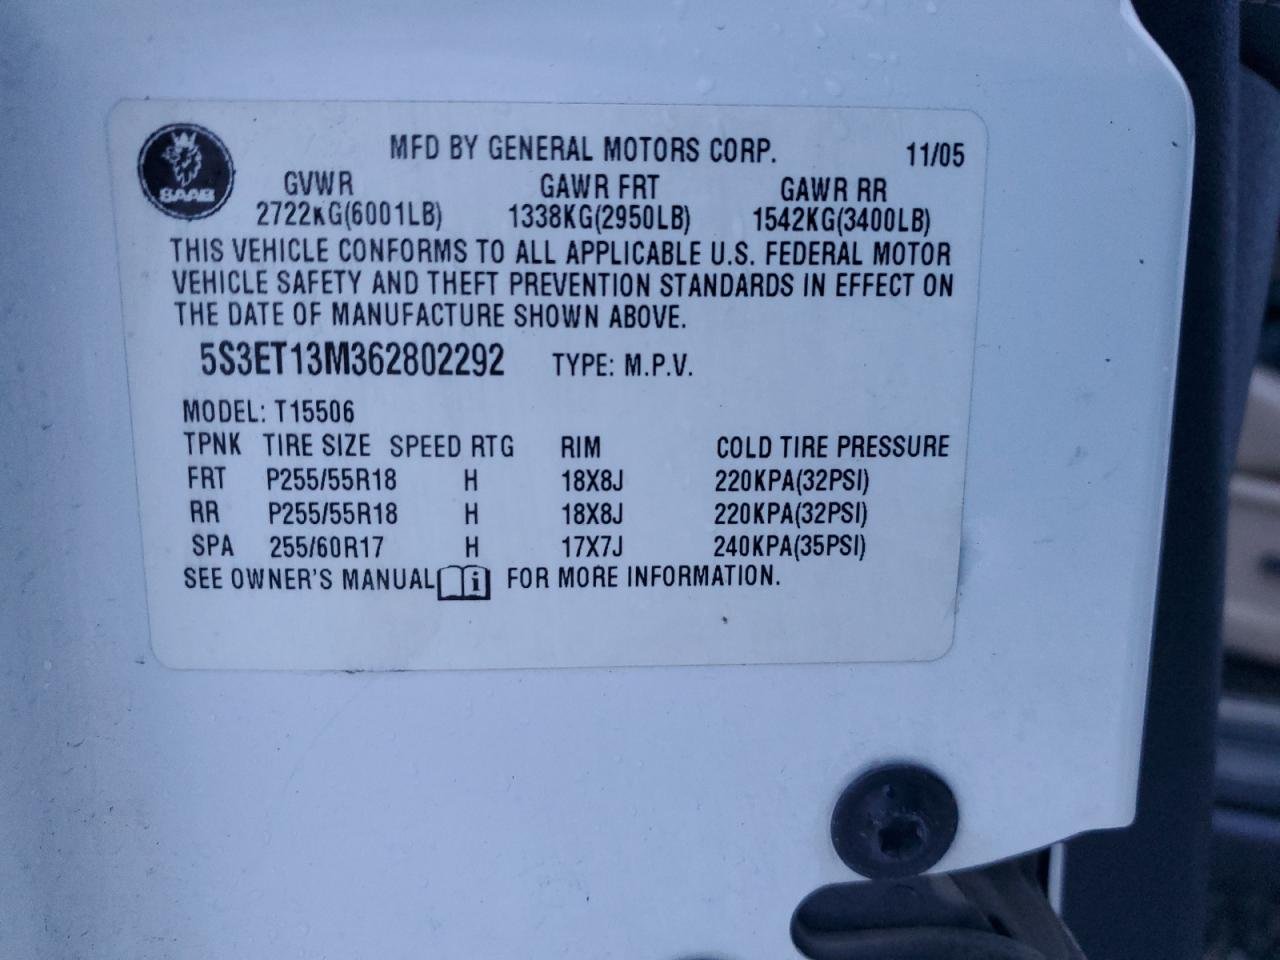 SAAB
MFD BY GENERAL MOTORS CORP. 11/05
GVWR GAWR FRT GAWR RR
2722KG(6001LB) 1338KG(2950LB) 1542KG(3400LB)
THIS VEHICLE CONFORMS TO ALL APPLICABLE U.S. FEDERAL MOTOR
VEHICLE SAFETY AND THEFT PREVENTION STANDARDS IN EFFECT ON
THE DATE OF MANUFACTURE SHOWN ABOVE.
5S3ET13M362802292 TYPE: M.P.V.
MODEL: T15506
TPNK TIRE SIZE SPEED RTG RIM COLD TIRE PRESSURE
FRT P255/55R18 H 18X8J 220KPA(32PSI)
RR P255/55R18 H 18X8J 220KPA(32PSI)
SPA 255/60R17 H 17X7J 240KPA(35PSI)
SEE OWNER'S MANUAL i FOR MORE INFORMATION.